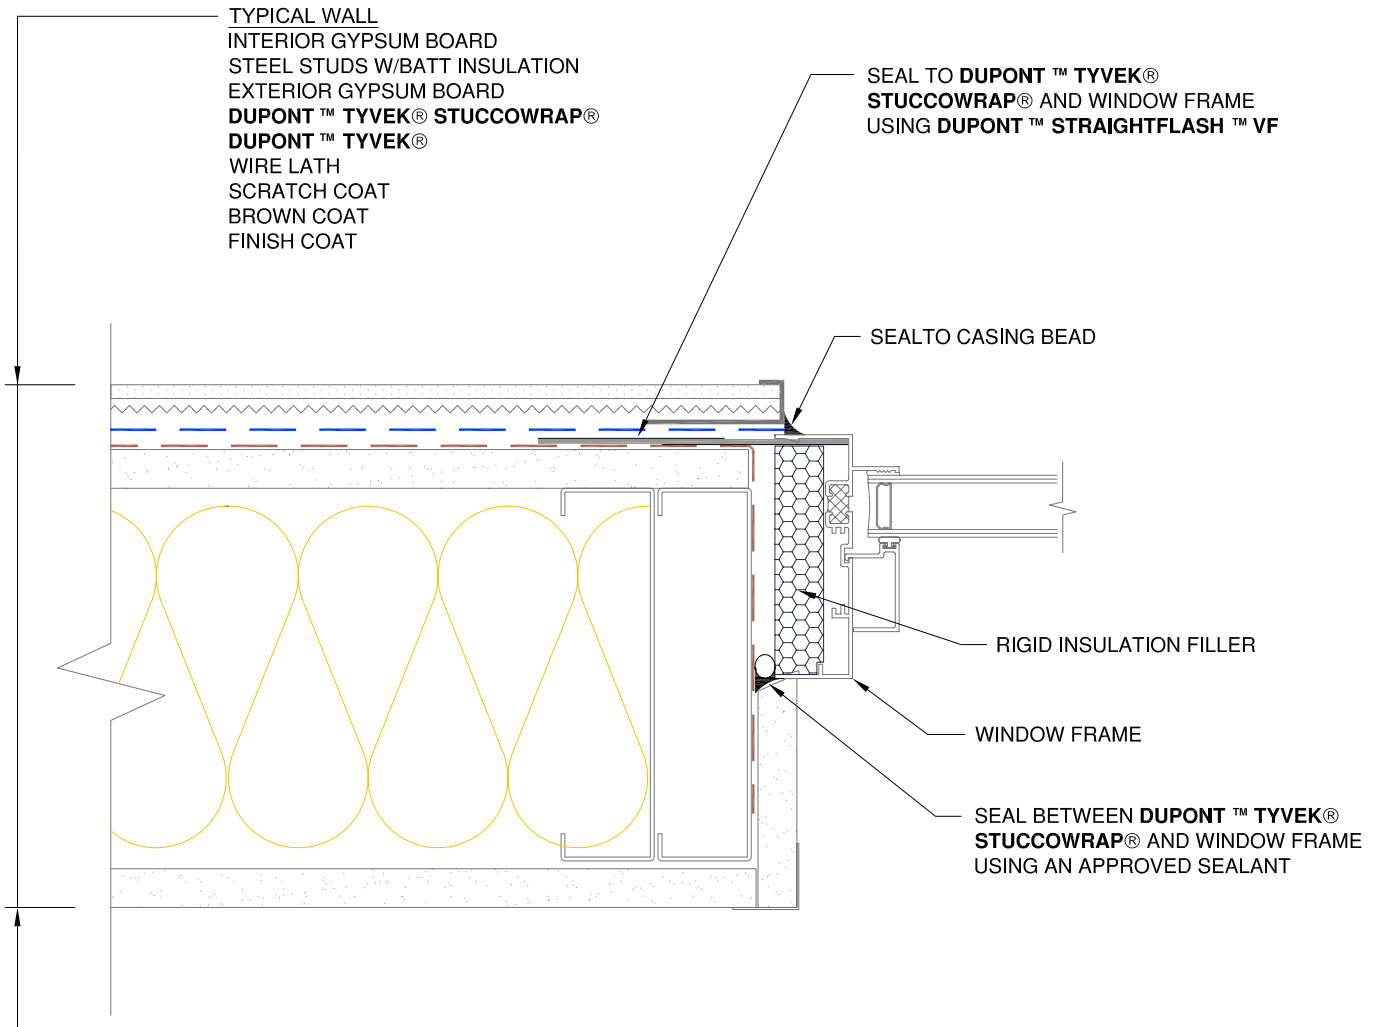 TYPICAL WALL
INTERIOR GYPSUM BOARD
STEEL STUDS W/BATT INSULATION
EXTERIOR GYPSUM BOARD
DUPONT ™ TYVEK® STUCCOWRAP®
DUPONT ™ TYVEK®
WIRE LATH
SCRATCH COAT
BROWN COAT
FINISH COAT
SEAL TO DUPONT ™ TYVEK®
STUCCOWRAP® AND WINDOW FRAME
USING DUPONT ™ STRAIGHTFLASH ™ VF
SEALTO CASING BEAD
RIGID INSULATION FILLER
WINDOW FRAME
SEAL BETWEEN DUPONT ™ TYVEK®
STUCCOWRAP® AND WINDOW FRAME
USING AN APPROVED SEALANT